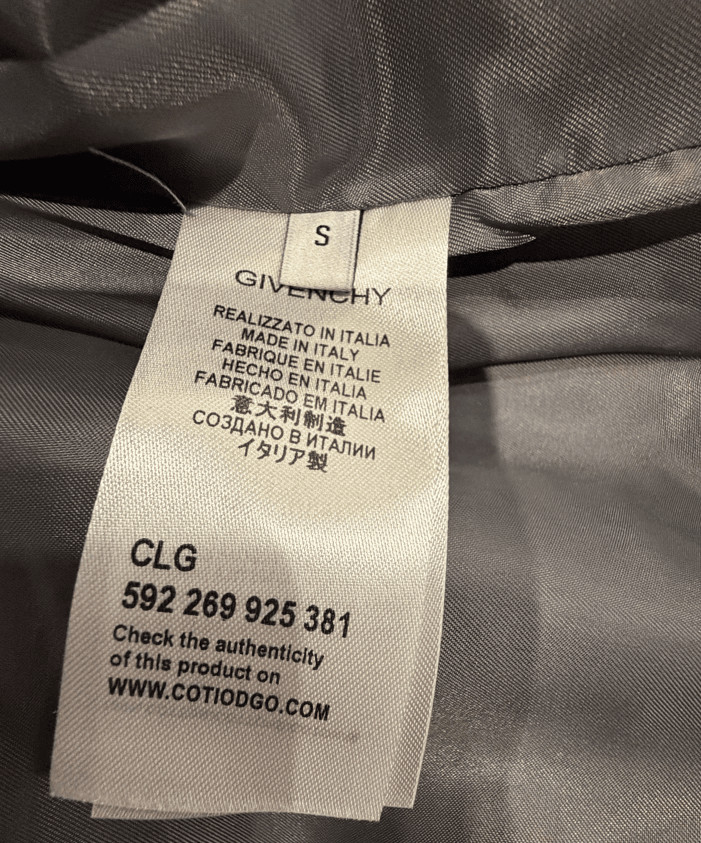 S
GIVENCHY
REALIZZATO IN ITALIA
MADE IN ITALY
FABRIQUE EN ITALIE
HECHO EN ITALIA
FABRICADO EM ITALIA
意大利制造
СОЗДАНО В ИТАЛИИ
イタリア製
CLG
592 269 925 381
Check the authenticity
of this product on
WWW.COTIODGO.COM